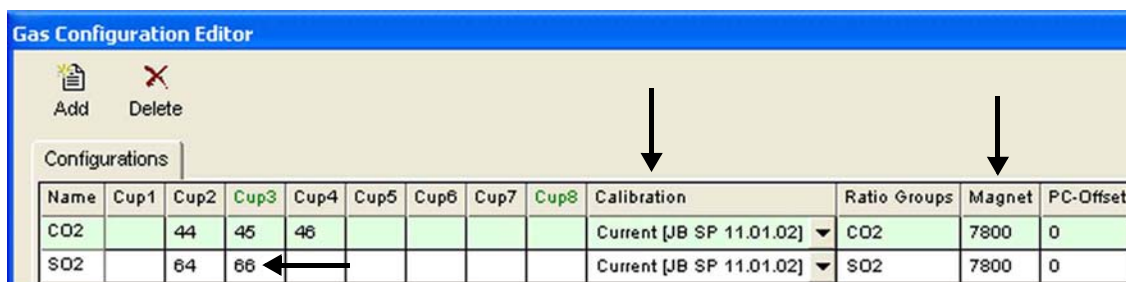 Gas Configuration Editor
Add Delete
Configurations
Name Cup1 Cup2 Cup3 Cup4 Cup5 Cup6 Cup7 Cup8 Calibration Ratio Groups Magnet PC-Offset
CO2 44 45 46 Current [JB SP 11.01.02] CO2 7800 0
SO2 64 66 Current [JB SP 11.01.02] SO2 7800 0